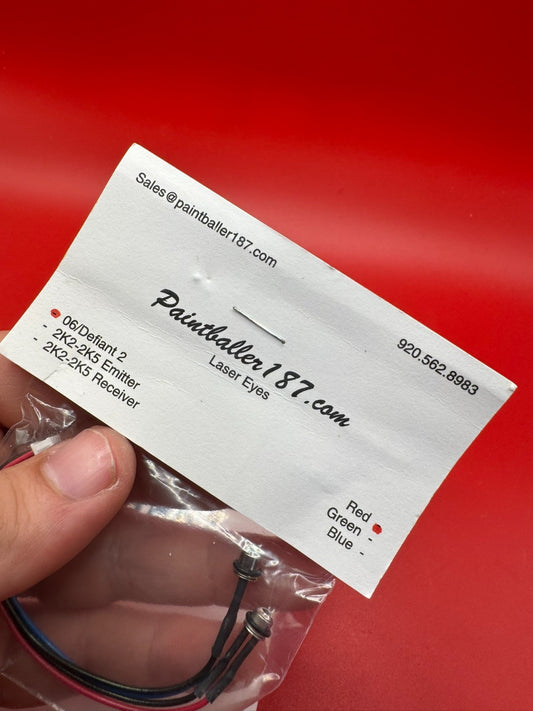 Sales@paintballer187.com
920.562.8983
Paintballer187.com
Laser Eyes
06/Defiant 2
- 2K2-2K5 Emitter
- 2K2-2K5 Receiver
Red
Green -
Blue -